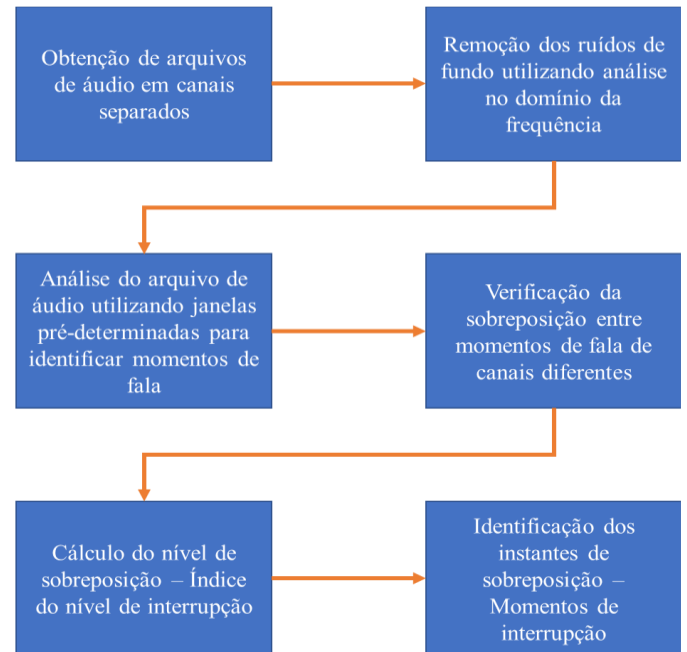 Obtenção de arquivos
de áudio em canais
separados
Remoção dos ruídos de
fundo utilizando análise
no domínio da
frequência
Análise do arquivo de
áudio utilizando janelas
pré-determinadas para
identificar momentos de
fala
Verificação da
sobreposição entre
momentos de fala de
canais diferentes
Cálculo do nível de
sobreposição – Índice
do nível de interrupção
Identificação dos
instantes de
sobreposição –
Momentos de
interrupção